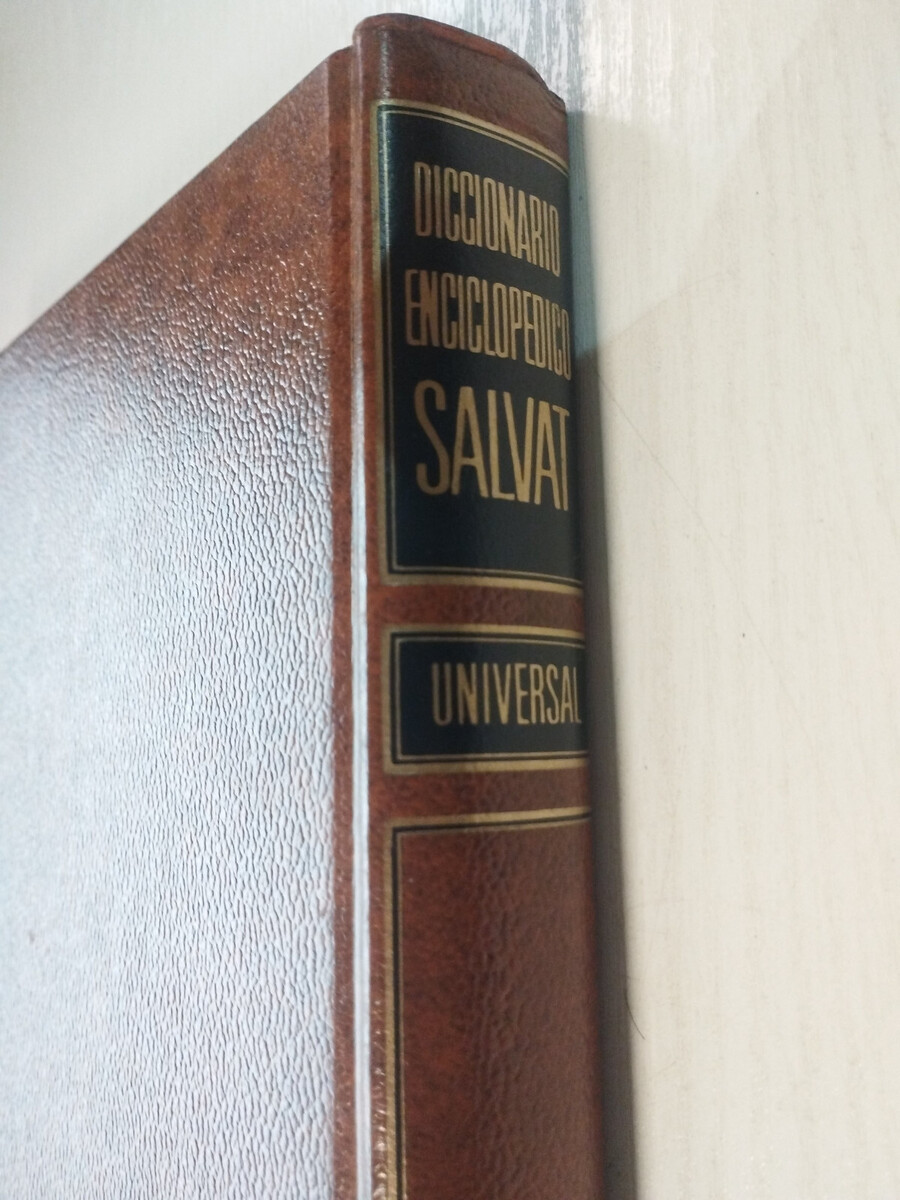 DICCIONARIO
ENCICLOPEDICO
SALVAT
UNIVERSAL